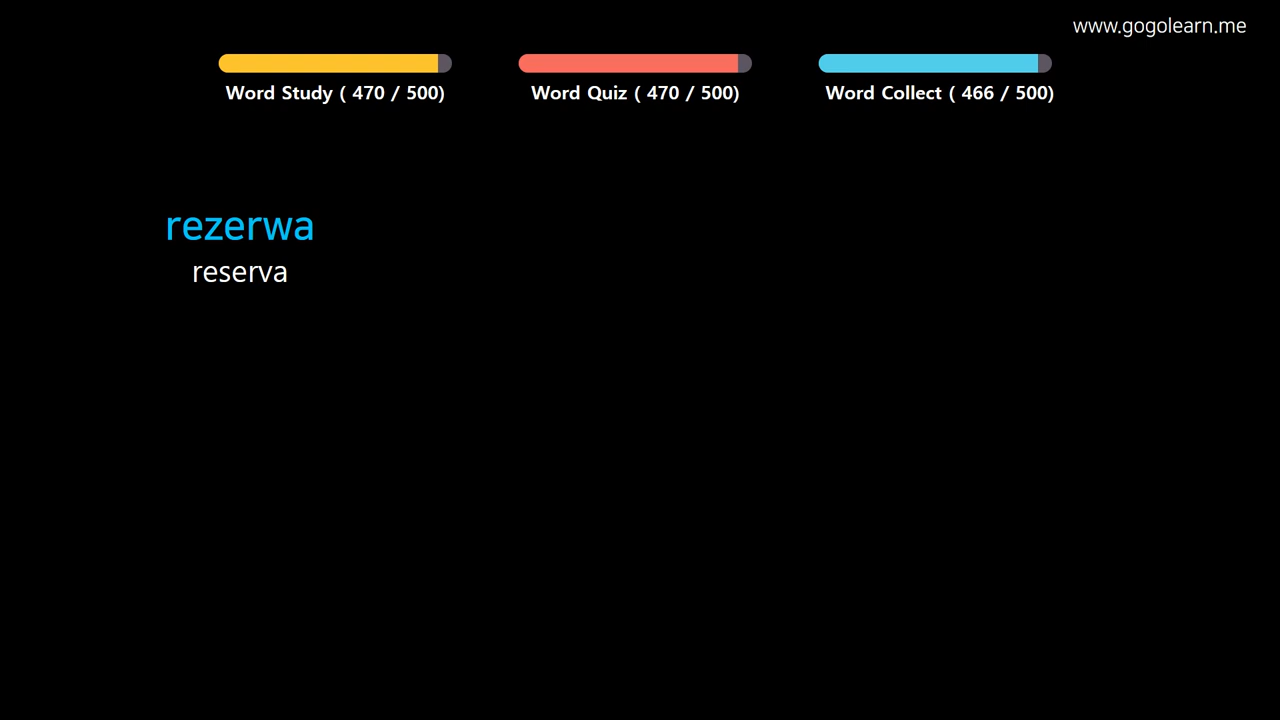 www.gogolearn.me
Word Study ( 470 / 500)
Word Quiz ( 470 / 500)
Word Collect ( 466 / 500)
rezerwa
reserva